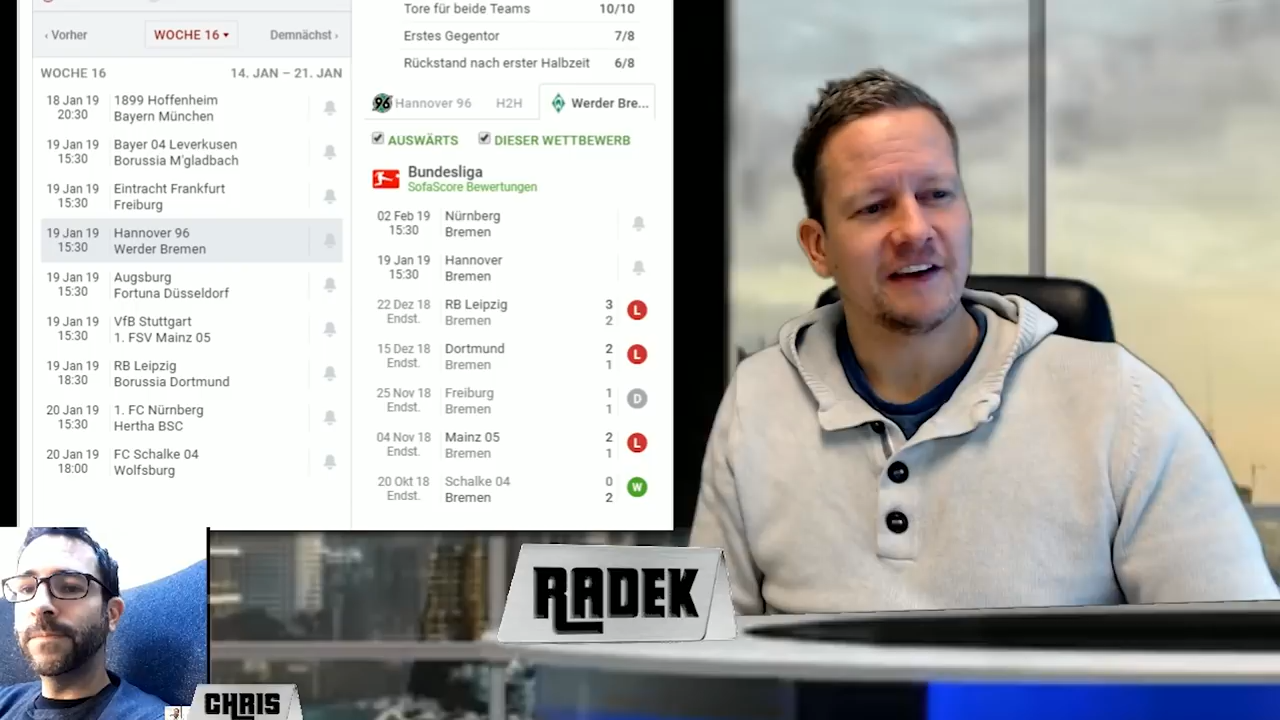 ‹ Vorher
WOCHE 16
Demnächst ›
WOCHE 16
14. JAN – 21. JAN
18 Jan 19
20:30
1899 Hoffenheim
Bayern München
19 Jan 19
15:30
Bayer 04 Leverkusen
Borussia M'gladbach
19 Jan 19
15:30
Eintracht Frankfurt
Freiburg
19 Jan 19
15:30
Hannover 96
Werder Bremen
19 Jan 19
15:30
Augsburg
Fortuna Düsseldorf
19 Jan 19
15:30
VfB Stuttgart
1. FSV Mainz 05
19 Jan 19
18:30
RB Leipzig
Borussia Dortmund
20 Jan 19
15:30
1. FC Nürnberg
Hertha BSC
20 Jan 19
18:00
FC Schalke 04
Wolfsburg
Tore für beide Teams 10/10
Erstes Gegentor 7/8
Rückstand nach erster Halbzeit 6/8
96
Hannover 96
H2H
Werder Bre...
AUSWÄRTS
DIESER WETTBEWERB
Bundesliga
SofaScore Bewertungen
02 Feb 19
15:30
Nürnberg
Bremen
19 Jan 19
15:30
Hannover
Bremen
22 Dez 18
Endst.
RB Leipzig 3
Bremen 2
L
15 Dez 18
Endst.
Dortmund 2
Bremen 1
L
25 Nov 18
Endst.
Freiburg 1
Bremen 1
D
04 Nov 18
Endst.
Mainz 05 2
Bremen 1
L
20 Okt 18
Endst.
Schalke 04 0
Bremen 2
W
RADEK
CHRIS